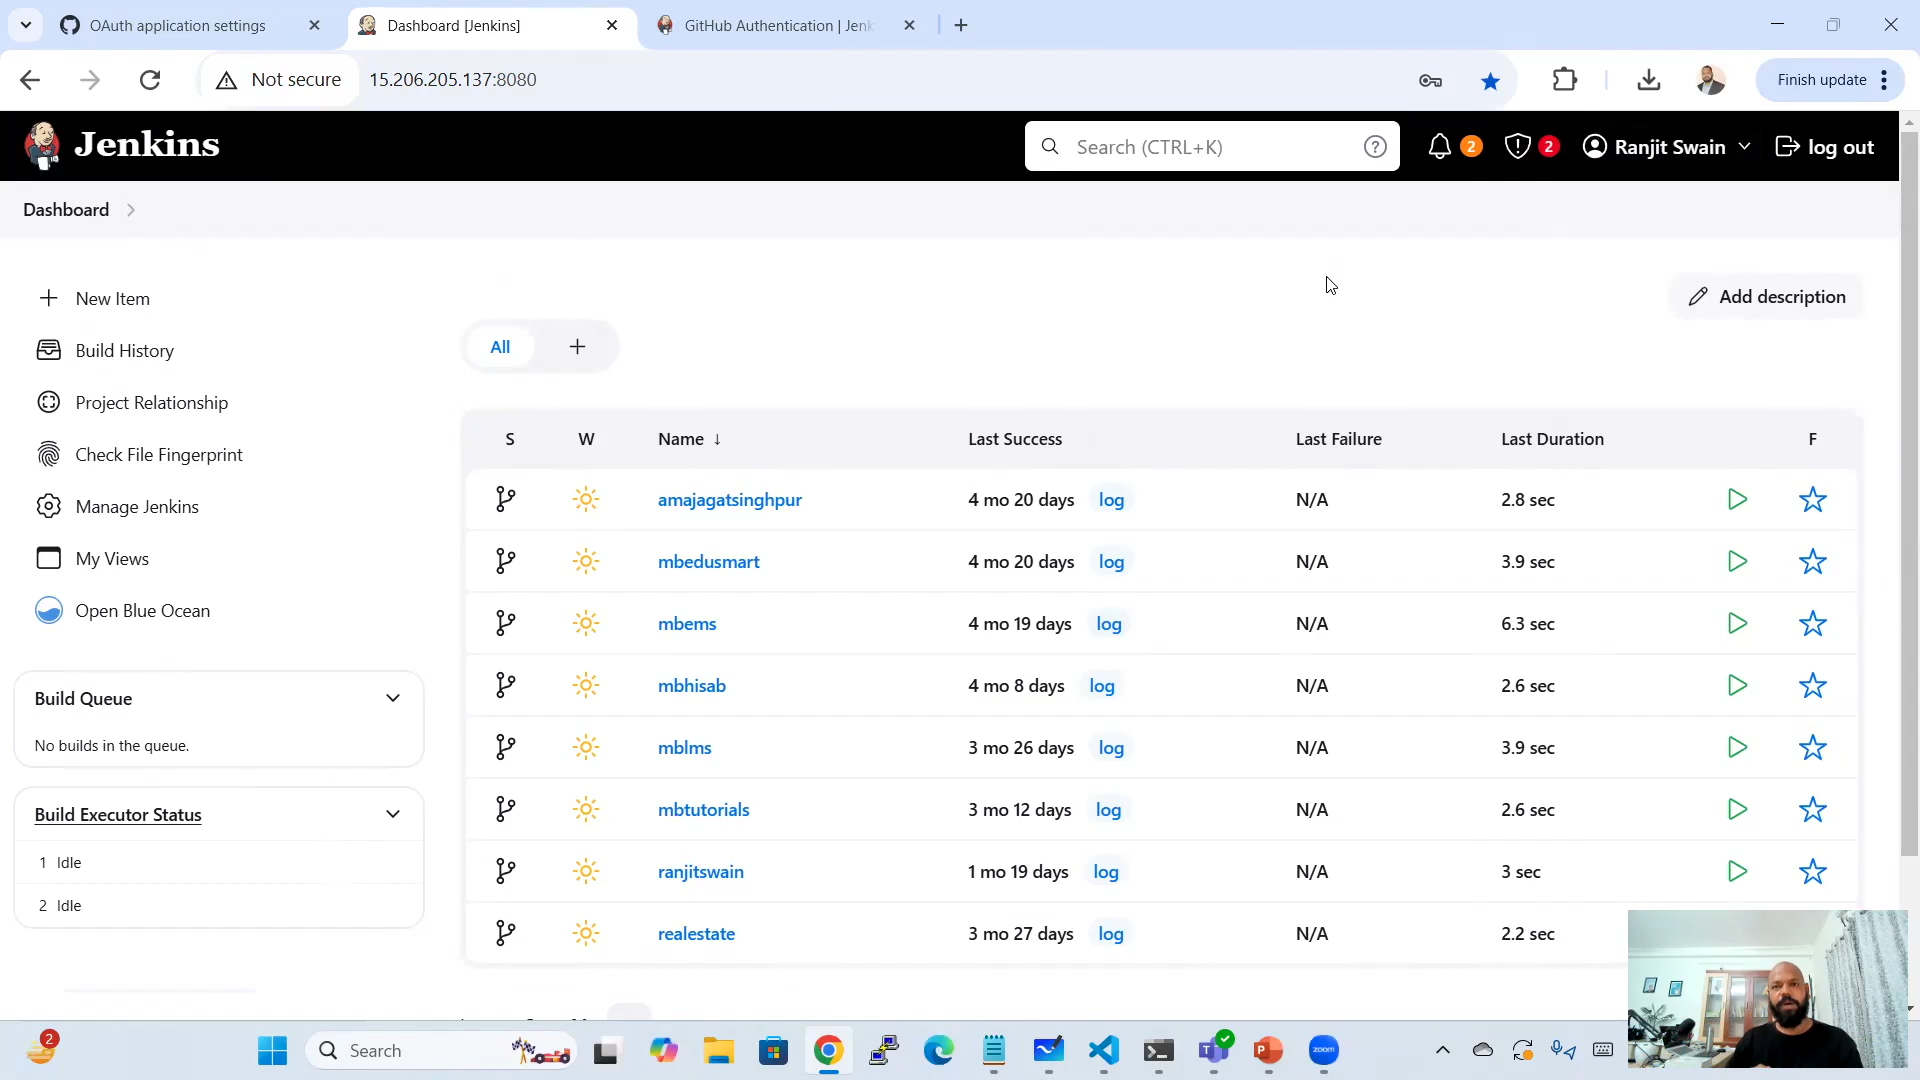 OAuth application settings
Dashboard [Jenkins]
GitHub Authentication | Jenk
Not secure
15.206.205.137:8080
Finish update
Jenkins
Search (CTRL+K)
2
2
Ranjit Swain
log out
Dashboard
New Item
Build History
Project Relationship
Check File Fingerprint
Manage Jenkins
My Views
Open Blue Ocean
Add description
All
S W Name ↓ Last Success Last Failure Last Duration F
amajagatsinghpur 4 mo 20 days log N/A 2.8 sec
mbedusmart 4 mo 20 days log N/A 3.9 sec
mbems 4 mo 19 days log N/A 6.3 sec
mbhisab 4 mo 8 days log N/A 2.6 sec
mblms 3 mo 26 days log N/A 3.9 sec
mbtutorials 3 mo 12 days log N/A 2.6 sec
ranjitswain 1 mo 19 days log N/A 3 sec
realestate 3 mo 27 days log N/A 2.2 sec
Build Queue
No builds in the queue.
Build Executor Status
1 Idle
2 Idle
2
Search
zoom